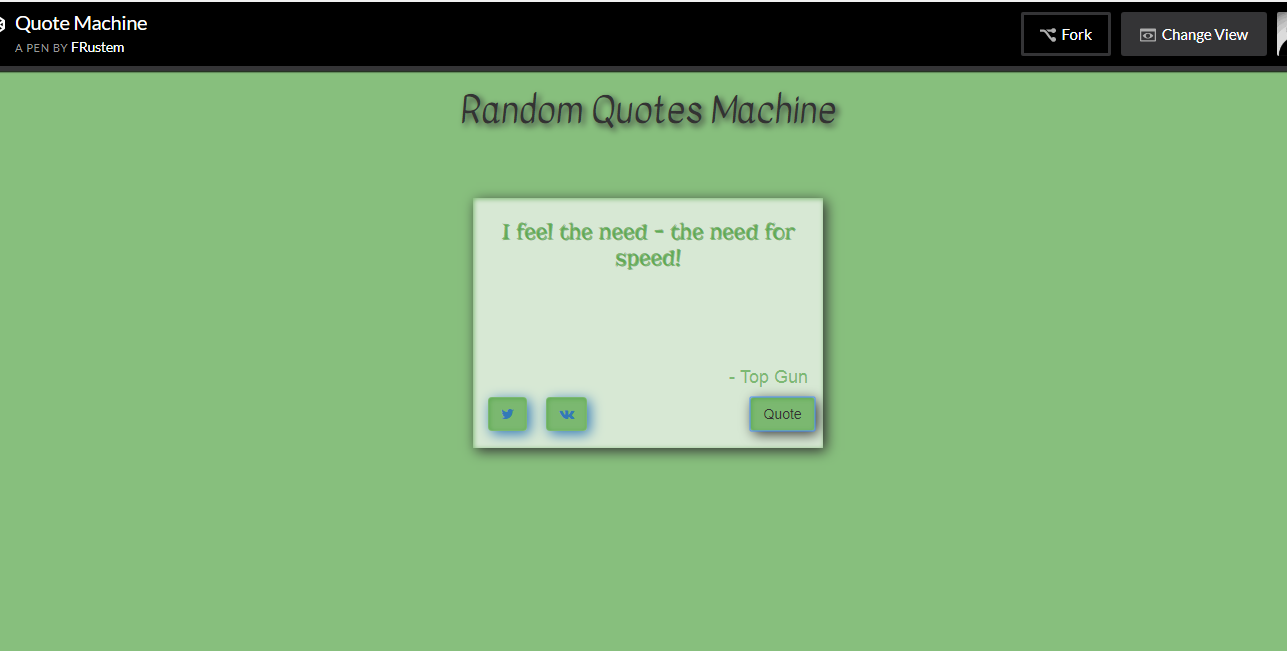 Quote Machine
A PEN BY FRustem
Fork
Change View
Random Quotes Machine
I feel the need - the need for
speed!
- Top Gun
Quote